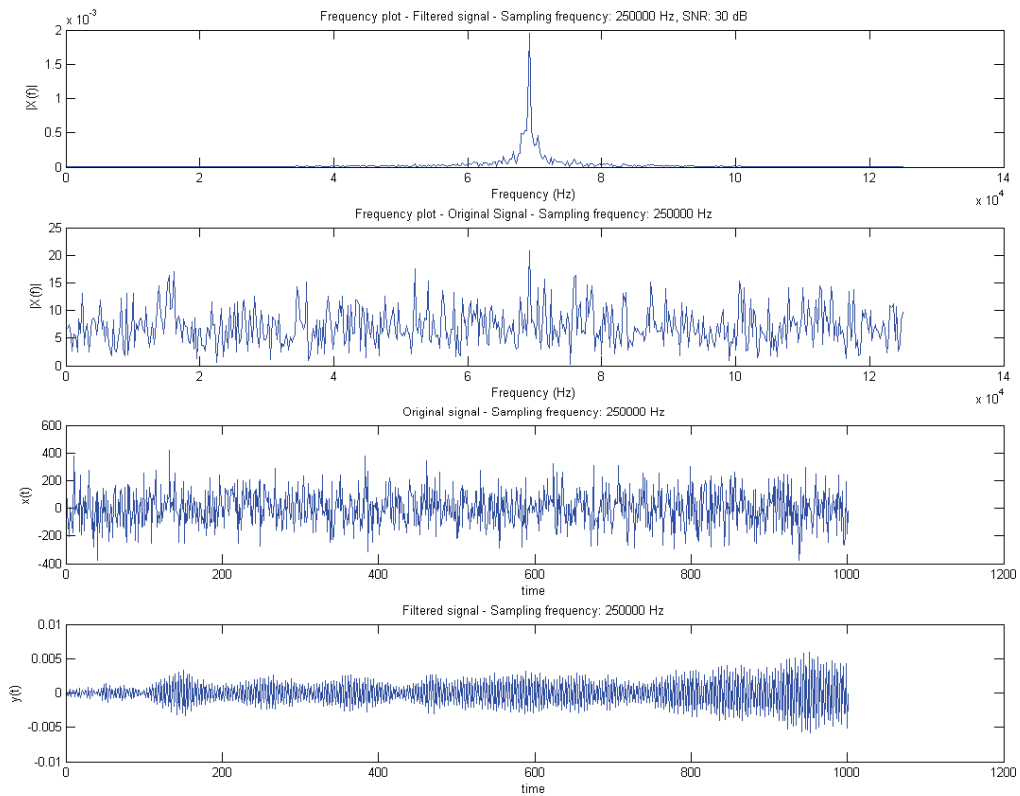 Frequency plot - Filtered signal - Sampling frequency: 250000 Hz, SNR: 30 dB
x 10^-3
2
1.5
1
0.5
0
|X(f)|
0 2 4 6 8 10 12 14
x 10^4
Frequency (Hz)
Frequency plot - Original Signal - Sampling frequency: 250000 Hz
25
20
15
10
5
0
|X(f)|
0 2 4 6 8 10 12 14
x 10^4
Frequency (Hz)
Original signal - Sampling frequency: 250000 Hz
600
400
200
0
-200
-400
x(t)
0 200 400 600 800 1000 1200
time
Filtered signal - Sampling frequency: 250000 Hz
0.01
0.005
0
-0.005
-0.01
y(t)
0 200 400 600 800 1000 1200
time